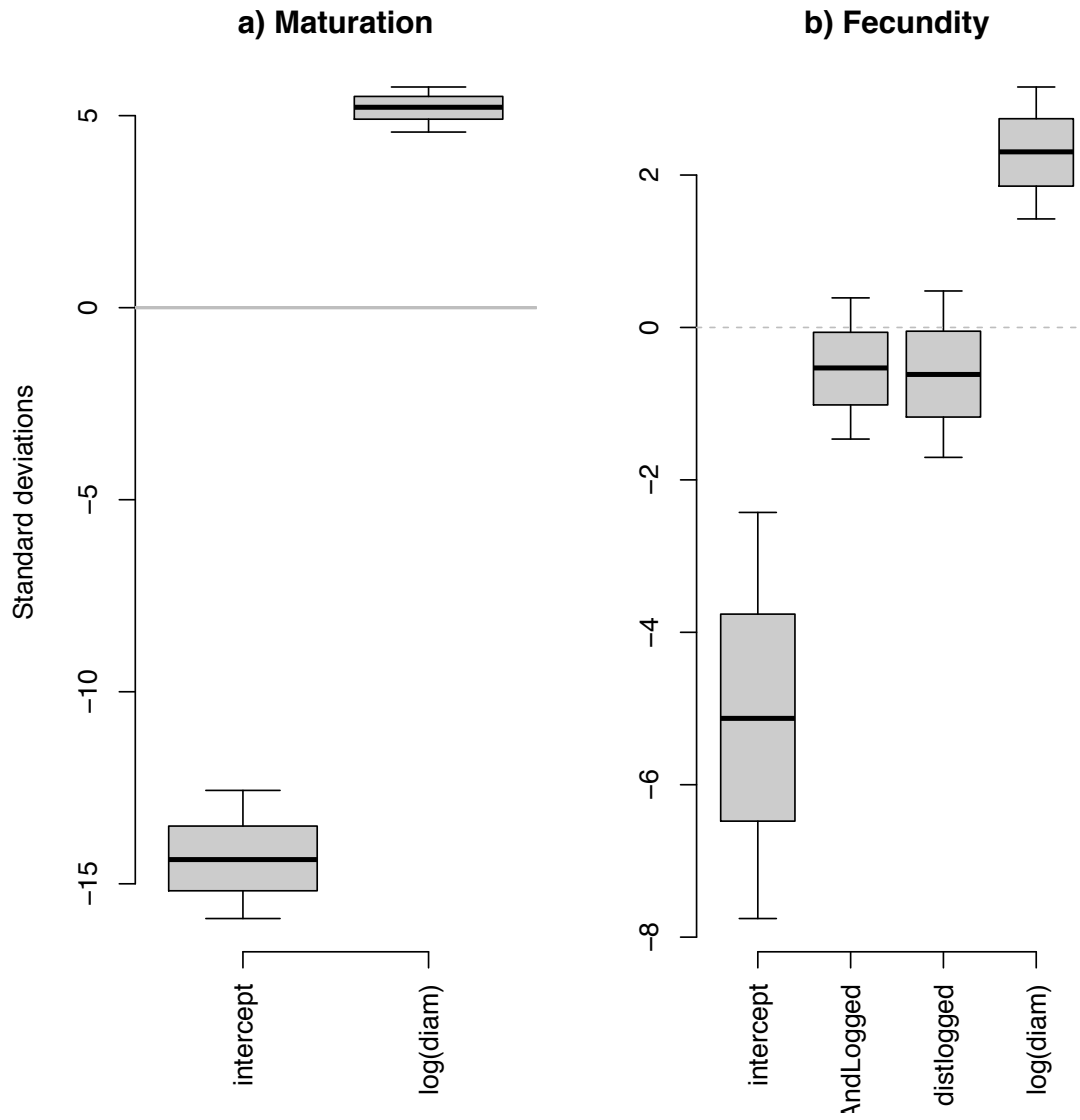 a) Maturation
b) Fecundity
Standard deviations
5
0
−5
−10
−15
intercept
log(diam)
2
0
−2
−4
−6
−8
intercept
AndLogged
distlogged
log(diam)